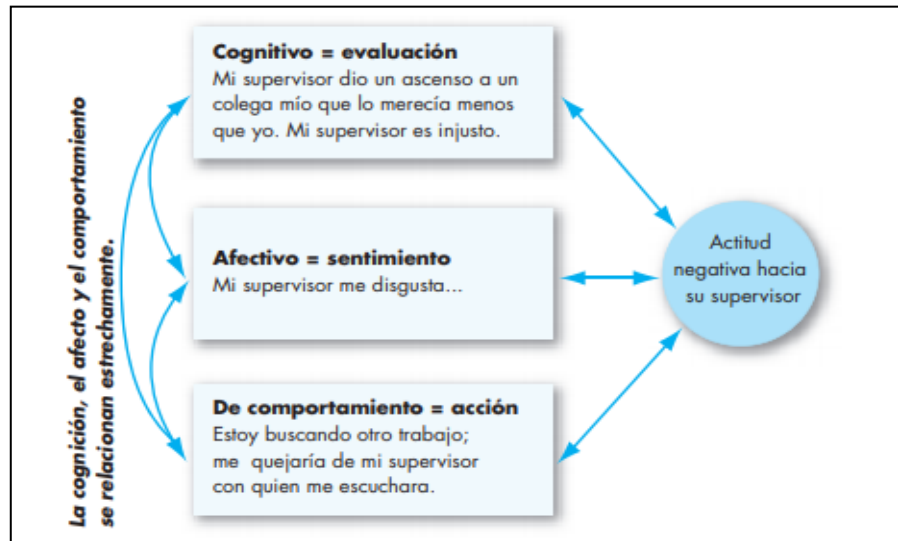 La cognición, el afecto y el comportamiento
se relacionan estrechamente.
Cognitivo = evaluación
Mi supervisor dio un ascenso a un
colega mío que lo merecía menos
que yo. Mi supervisor es injusto.
Afectivo = sentimiento
Mi supervisor me disgusta...
De comportamiento = acción
Estoy buscando otro trabajo;
me quejaría de mi supervisor
con quien me escuchara.
Actitud
negativa hacia
su supervisor